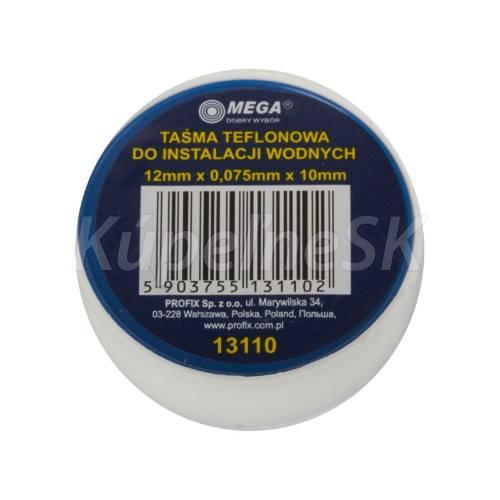 MEGA®
DOBRY WYBÓR
TAŚMA TEFLONOWA
DO INSTALACJI WODNYCH
12mm x 0,075mm x 10mm
KúpeľneSK
5 903755 131102
PROFIX Sp. z o.o. ul. Marywilska 34,
03-228 Warszawa, Polska, Poland, Польша,
www.profix.com.pl
13110